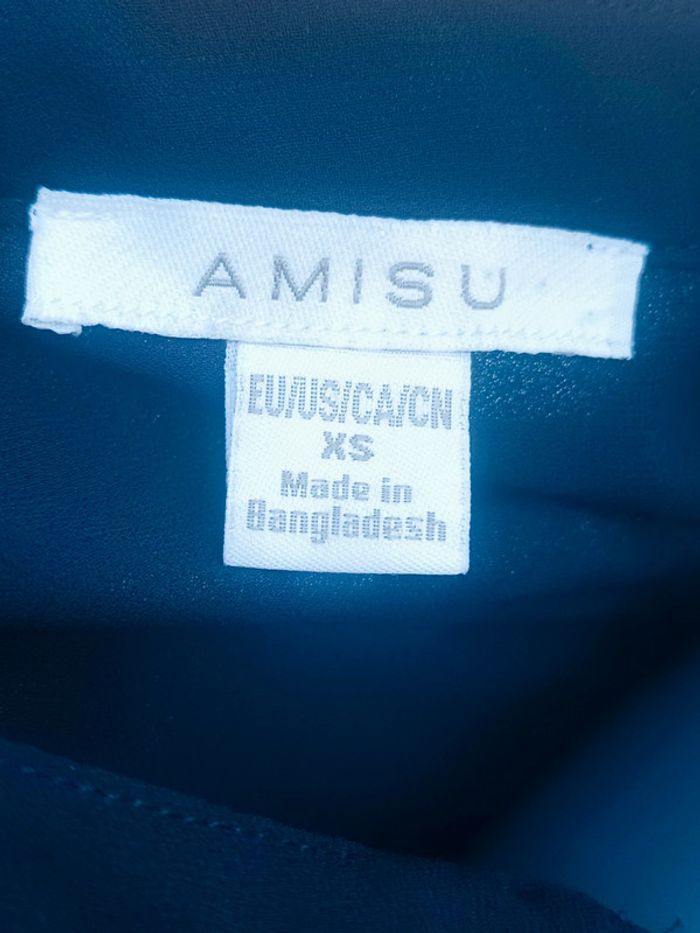 AMISU
EU/US/CA/CN
XS
Made in
Bangladesh